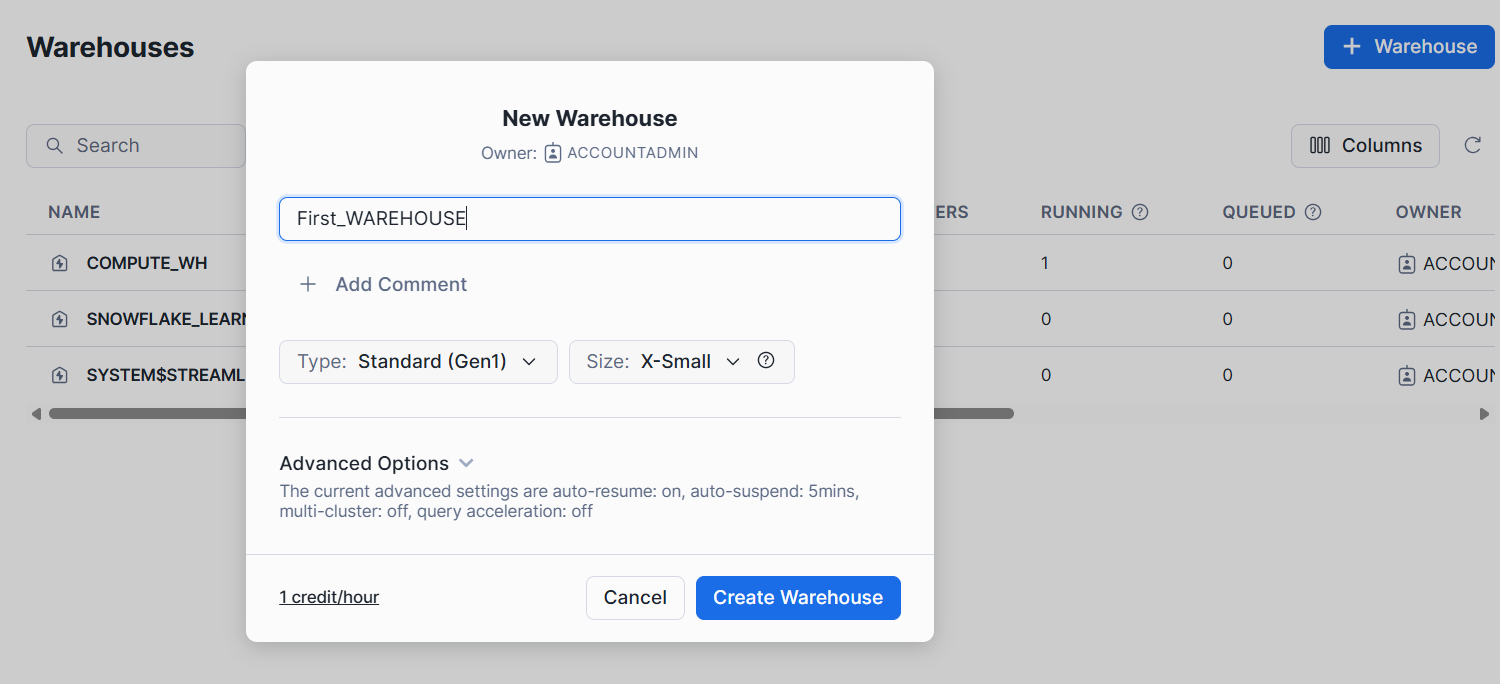 Warehouses
+ Warehouse
New Warehouse
Owner: ACCOUNTADMIN
Search
Columns
First_WAREHOUSE
NAME
ERS RUNNING QUEUED OWNER
+ Add Comment
COMPUTE_WH 1 0 ACCOUN
SNOWFLAKE_LEARN 0 0 ACCOUN
Type: Standard (Gen1) Size: X-Small
SYSTEM$STREAML 0 0 ACCOUN
Advanced Options
The current advanced settings are auto-resume: on, auto-suspend: 5mins,
multi-cluster: off, query acceleration: off
1 credit/hour
Cancel
Create Warehouse